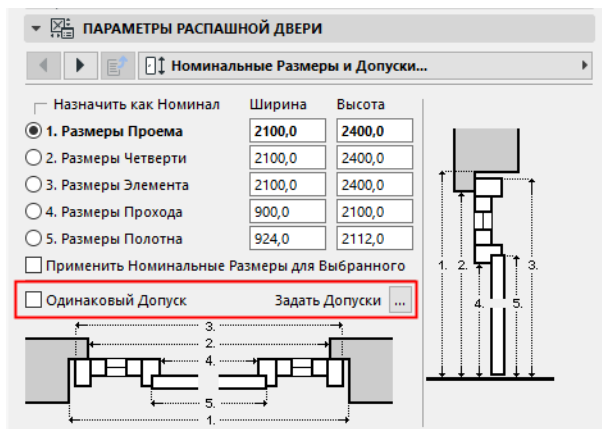 ПАРАМЕТРЫ РАСПАШНОЙ ДВЕРИ
Номинальные Размеры и Допуски...
Назначить как Номинал Ширина Высота
1. Размеры Проема 2100,0 2400,0
2. Размеры Четверти 2100,0 2400,0
3. Размеры Элемента 2100,0 2400,0
4. Размеры Прохода 900,0 2100,0
5. Размеры Полотна 924,0 2112,0
Применить Номинальные Размеры для Выбранного
Одинаковый Допуск Задать Допуски ...
3.
2.
4.
5.
1.
1. 2. 3.
4. 5.